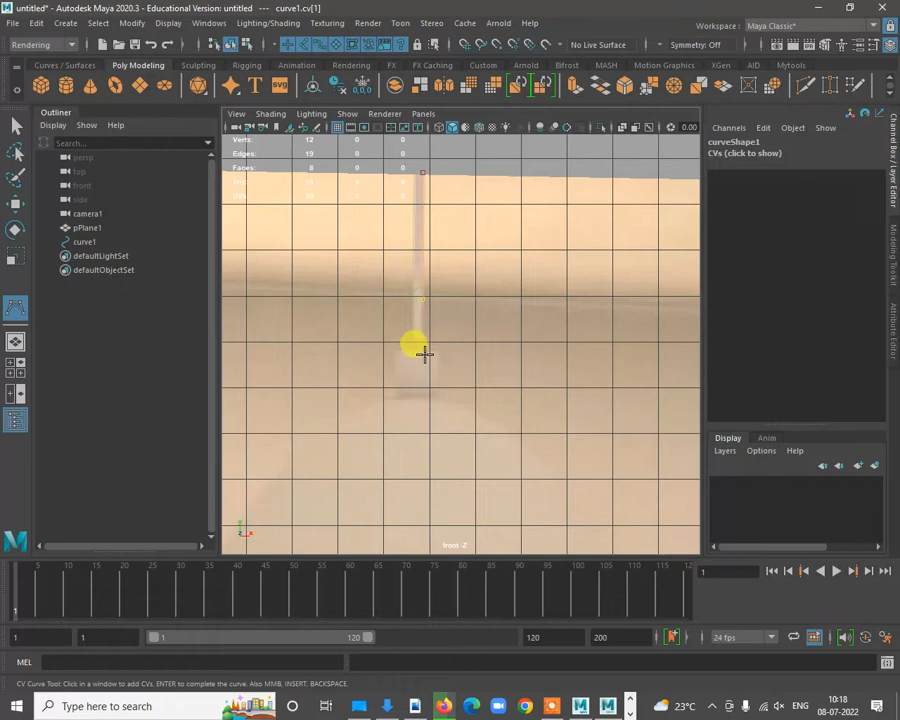 untitled* - Autodesk Maya 2020.3 - Educational Version: untitled --- curve1.cv[1]
File Edit Create Select Modify Display Windows Lighting/Shading Texturing Render Toon Stereo Cache Arnold Help
Workspace : Maya Classic*
Rendering No Live Surface Symmetry: Off
Curves / Surfaces Poly Modeling Sculpting Rigging Animation Rendering FX FX Caching Custom Arnold Bifrost MASH Motion Graphics XGen AID Mytools
SVG
Outliner
Display Show Help
Search...
persp
top
front
side
camera1
pPlane1
curve1
defaultLightSet
defaultObjectSet
View Shading Lighting Show Renderer Panels
0.00
Verts: 12 0 0
Edges: 19 0 0
Faces: 8 0 0
front -Z
Channels Edit Object Show
curveShape1
CVs (click to show)
Channel Box / Layer Editor
Modeling Toolkit
Attribute Editor
Display Anim
Layers Options Help
5 10 15 20 25 30 35 40 45 50 55 60 65 70 75 80 85 90 95 100 105 110 115 12
1
1
1 1 1 120 120 200 24 fps
MEL
CV Curve Tool: Click in a window to add CVs. ENTER to complete the curve. Also MMB, INSERT, BACKSPACE.
Type here to search
23°C
10:18
08-07-2022